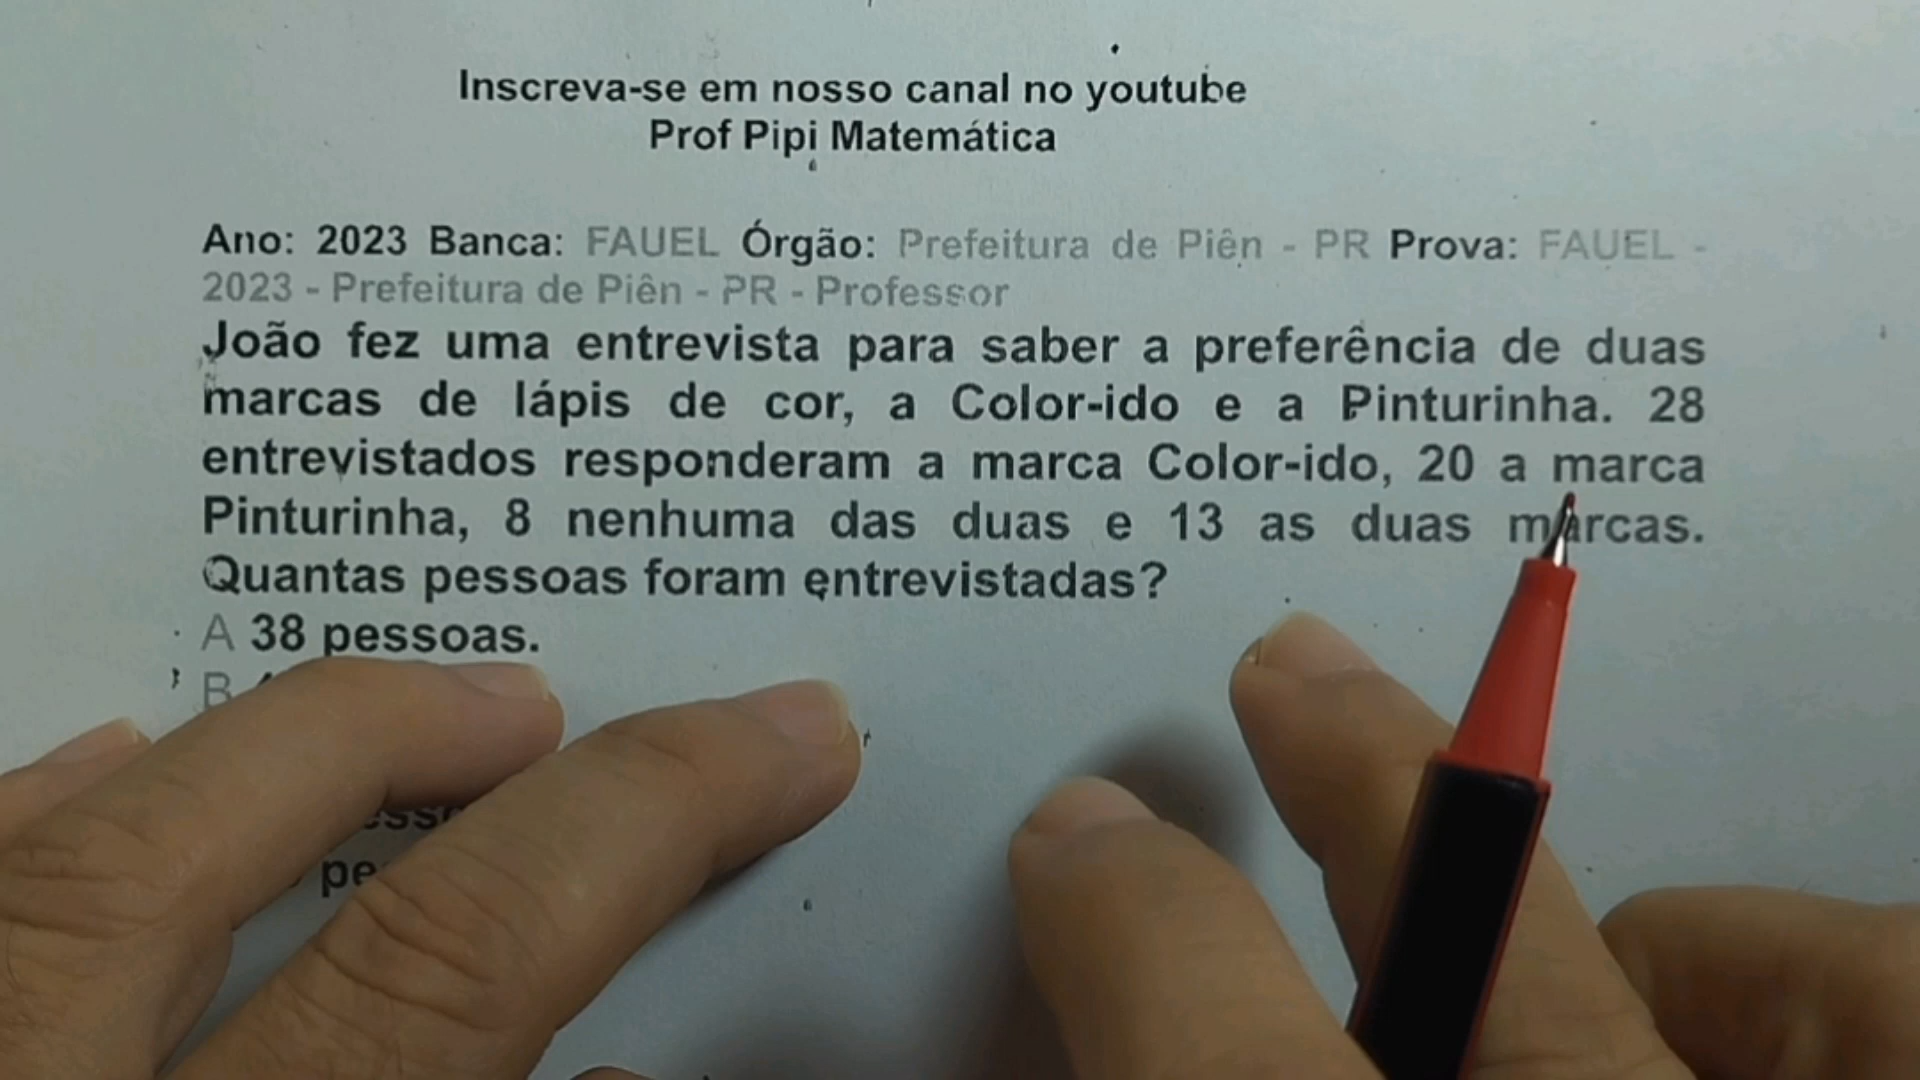 Inscreva-se em nosso canal no youtube
Prof Pipi Matemática
Ano: 2023 Banca: FAUEL Órgão: Prefeitura de Piên - PR Prova: FAUEL -
2023 - Prefeitura de Piên - PR - Professor
João fez uma entrevista para saber a preferência de duas
marcas de lápis de cor, a Color-ido e a Pinturinha. 28
entrevistados responderam a marca Color-ido, 20 a marca
Pinturinha, 8 nenhuma das duas e 13 as duas marcas.
Quantas pessoas foram entrevistadas?
A 38 pessoas.
B